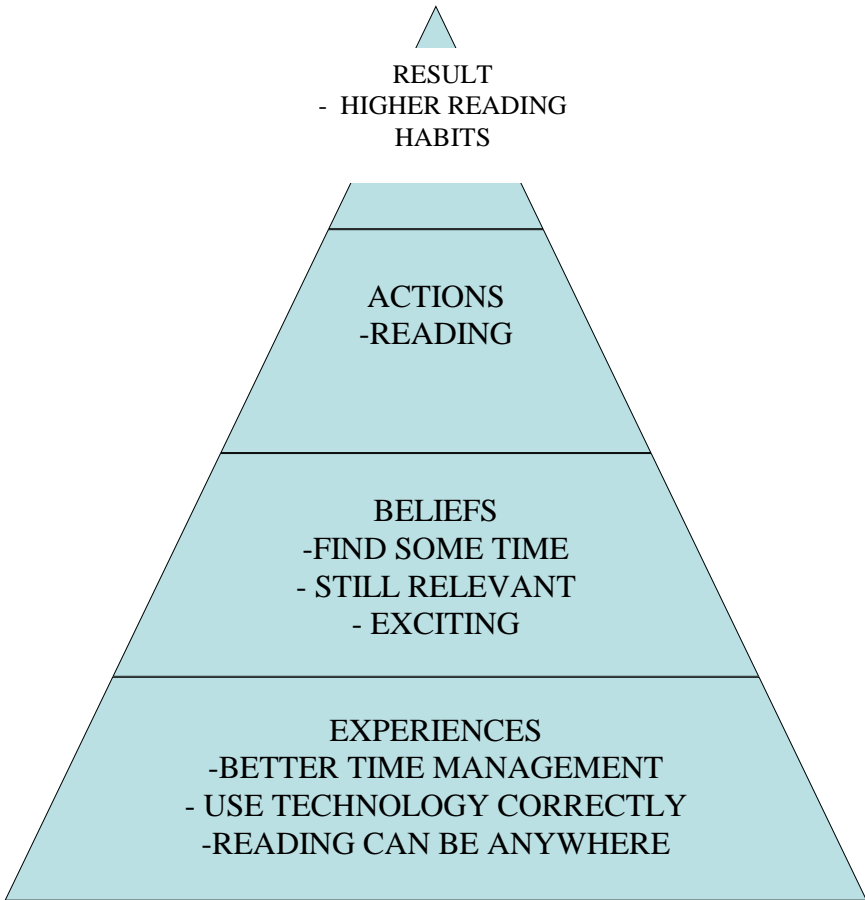 RESULT
- HIGHER READING
HABITS
ACTIONS
-READING
BELIEFS
-FIND SOME TIME
- STILL RELEVANT
- EXCITING
EXPERIENCES
-BETTER TIME MANAGEMENT
- USE TECHNOLOGY CORRECTLY
-READING CAN BE ANYWHERE